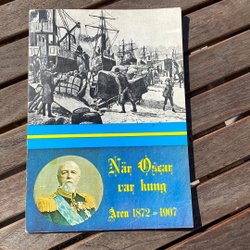 När Oscar
var kung
Åren 1872 - 1907